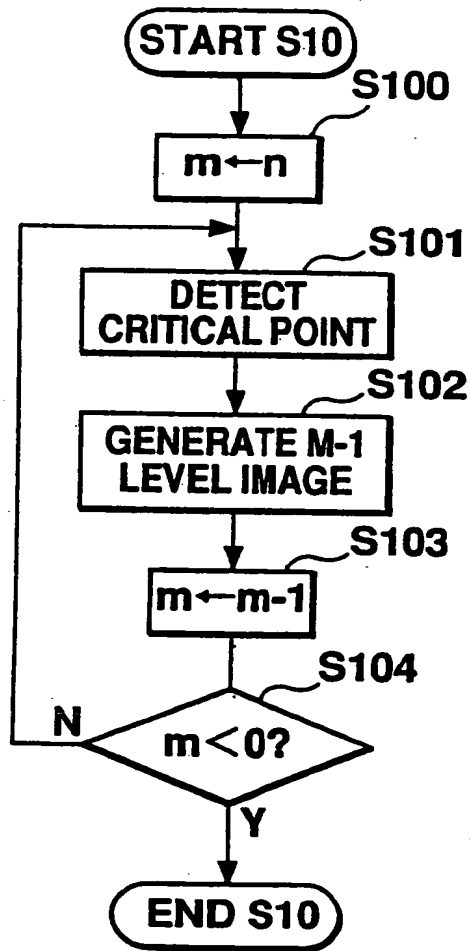 START S10
S100
m←n
S101
DETECT
CRITICAL POINT
S102
GENERATE M-1
LEVEL IMAGE
S103
m←m-1
S104
m<0?
N
Y
END S10